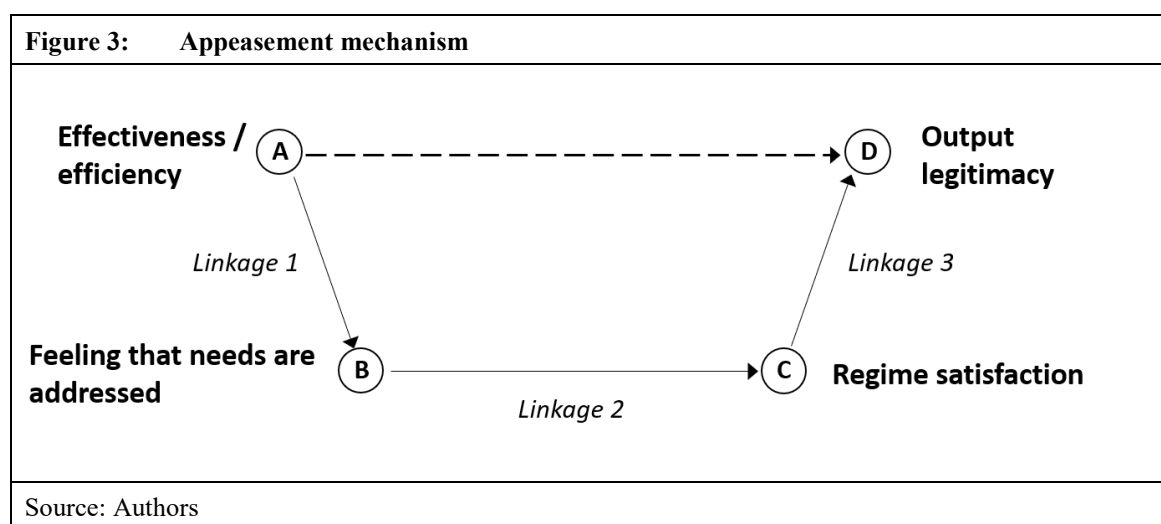 Figure 3: Appeasement mechanism
Effectiveness /
efficiency
A
D
Output
legitimacy
Linkage 1
Linkage 3
Feeling that needs are
addressed
B
C
Regime satisfaction
Linkage 2
Source: Authors